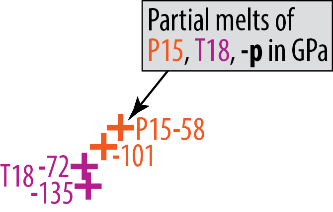 Partial melts of
P15, T18, -p in GPa
P15-58
-101
T18 -72
-135